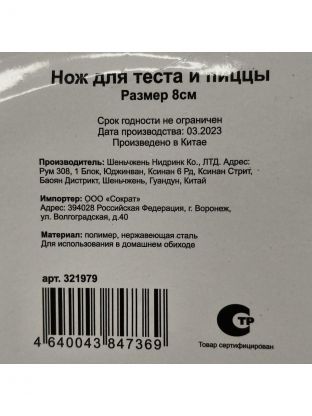 Нож для теста и пиццы
Размер 8см
Срок годности не ограничен
Дата производства: 03.2023
Произведено в Китае
Производитель: Шеньчжень Нидринк Ко., ЛТД. Адрес:
Рум 308, 1 Блок, Юджинван, Ксинан 6 Рд, Ксинан Стрит,
Баоян Дистрикт, Шеньчжень, Гуандун, Китай
Импортер: ООО «Сократ»
Адрес: 394028 Российская Федерация, г. Воронеж,
ул. Волгоградская, д.40
Материал: полимер, нержавеющая сталь
Для использования в домашнем обиходе
арт. 321979
4 640043 847369
СТР
Товар сертифицирован